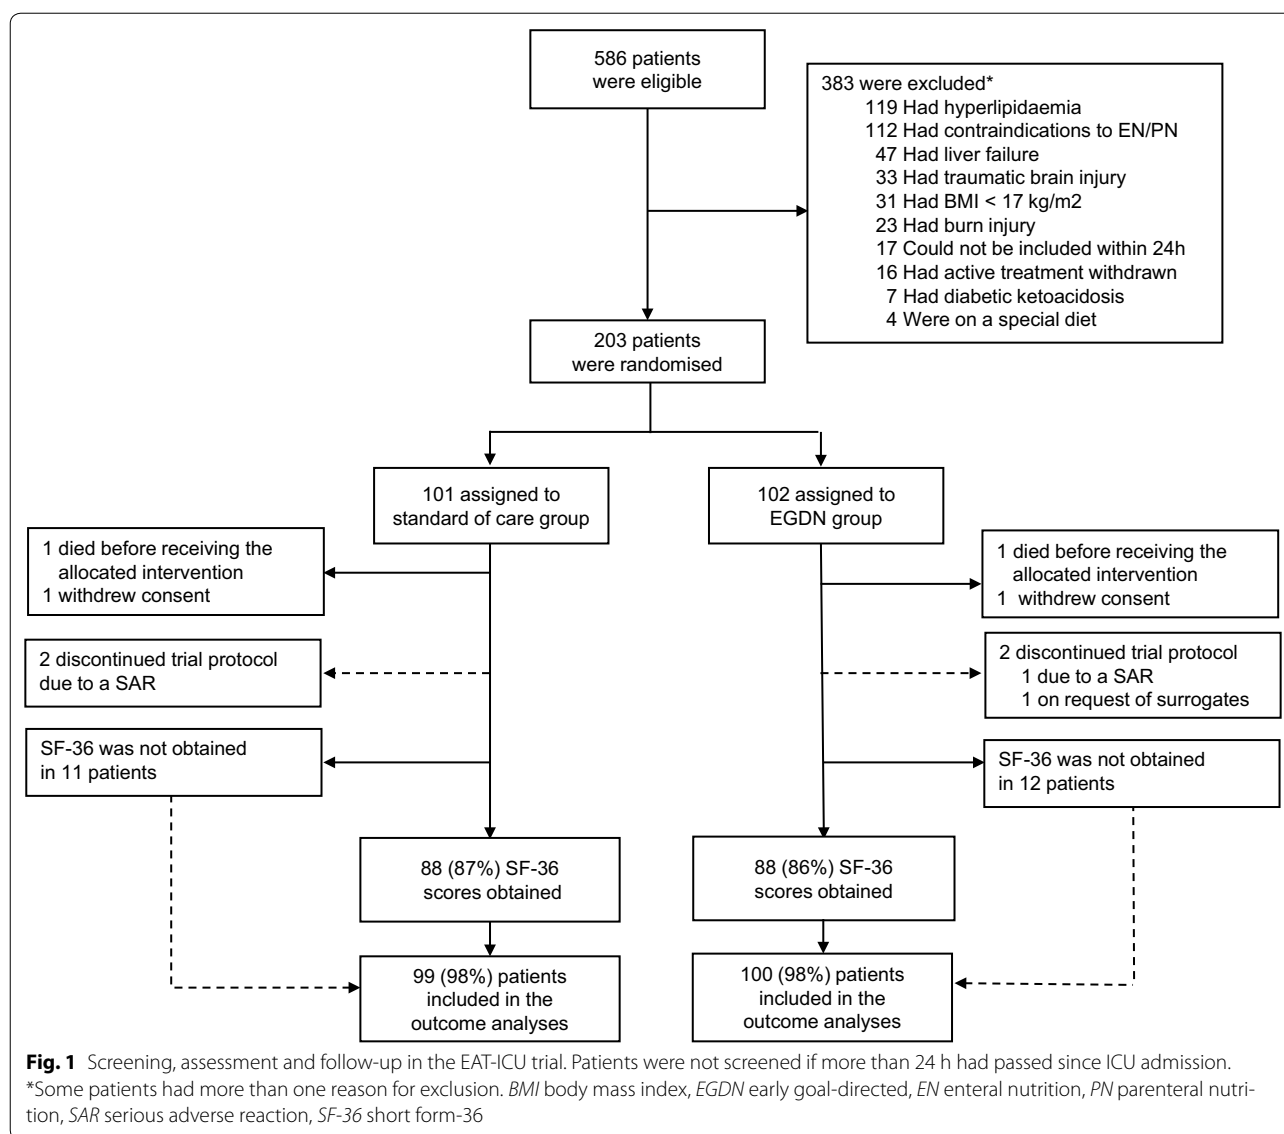 586 patients
were eligible
383 were excluded*
119 Had hyperlipidaemia
112 Had contraindications to EN/PN
47 Had liver failure
33 Had traumatic brain injury
31 Had BMI < 17 kg/m2
23 Had burn injury
17 Could not be included within 24h
16 Had active treatment withdrawn
7 Had diabetic ketoacidosis
4 Were on a special diet
203 patients
were randomised
101 assigned to
standard of care group
102 assigned to
EGDN group
1 died before receiving the
allocated intervention
1 withdrew consent
1 died before receiving the
allocated intervention
1 withdrew consent
2 discontinued trial protocol
due to a SAR
2 discontinued trial protocol
1 due to a SAR
1 on request of surrogates
SF-36 was not obtained
in 11 patients
SF-36 was not obtained
in 12 patients
88 (87%) SF-36
scores obtained
88 (86%) SF-36
scores obtained
99 (98%) patients
included in the
outcome analyses
100 (98%) patients
included in the
outcome analyses
Fig. 1 Screening, assessment and follow-up in the EAT-ICU trial. Patients were not screened if more than 24 h had passed since ICU admission.
*Some patients had more than one reason for exclusion. BMI body mass index, EGDN early goal-directed, EN enteral nutrition, PN parenteral nutri-
tion, SAR serious adverse reaction, SF-36 short form-36